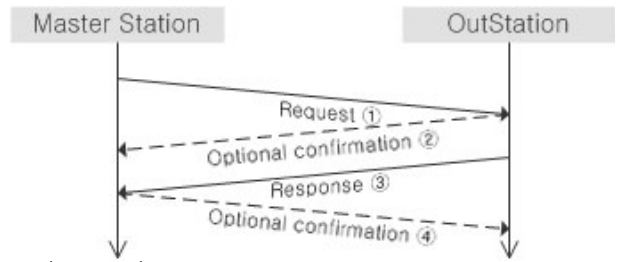 Master Station
OutStation
Request ①
Optional confirmation ②
Response ③
Optional confirmation ④